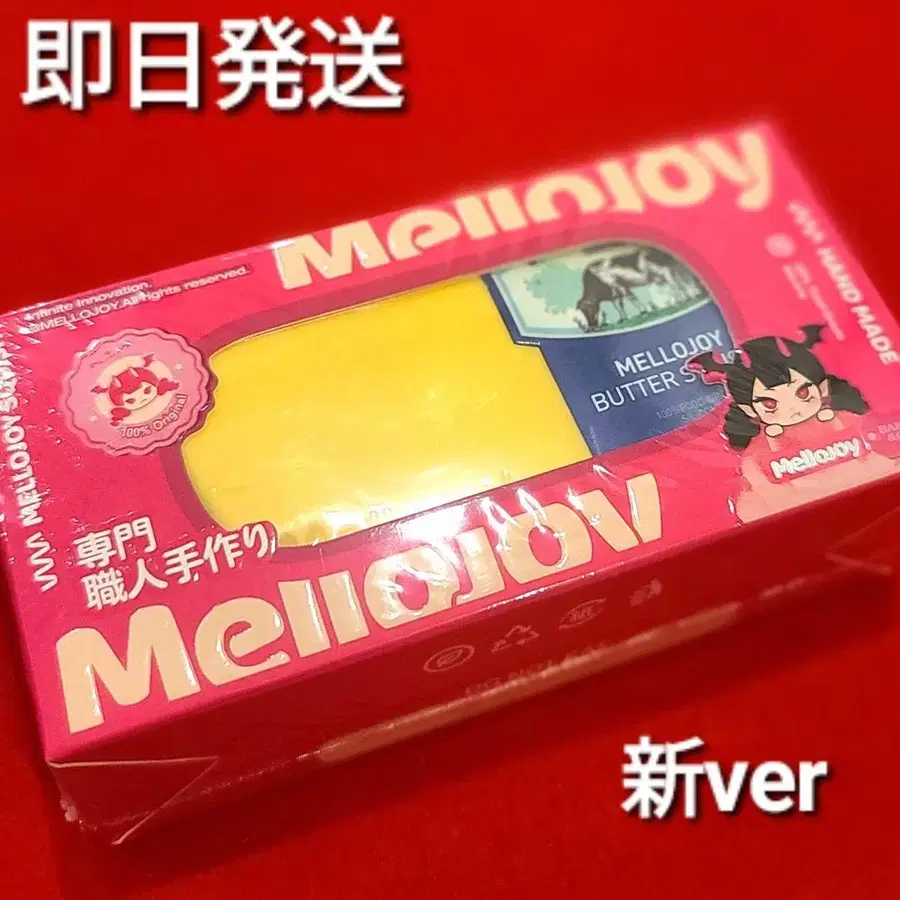 即日発送
Mellojoy
Infinite Innovation.
©MELLOJOY.All rights reserved.
HAND MADE
100% Original
MELLOJOY
BUTTER
Mellojoy
専門
職人手作り
Mellojoy
新ver